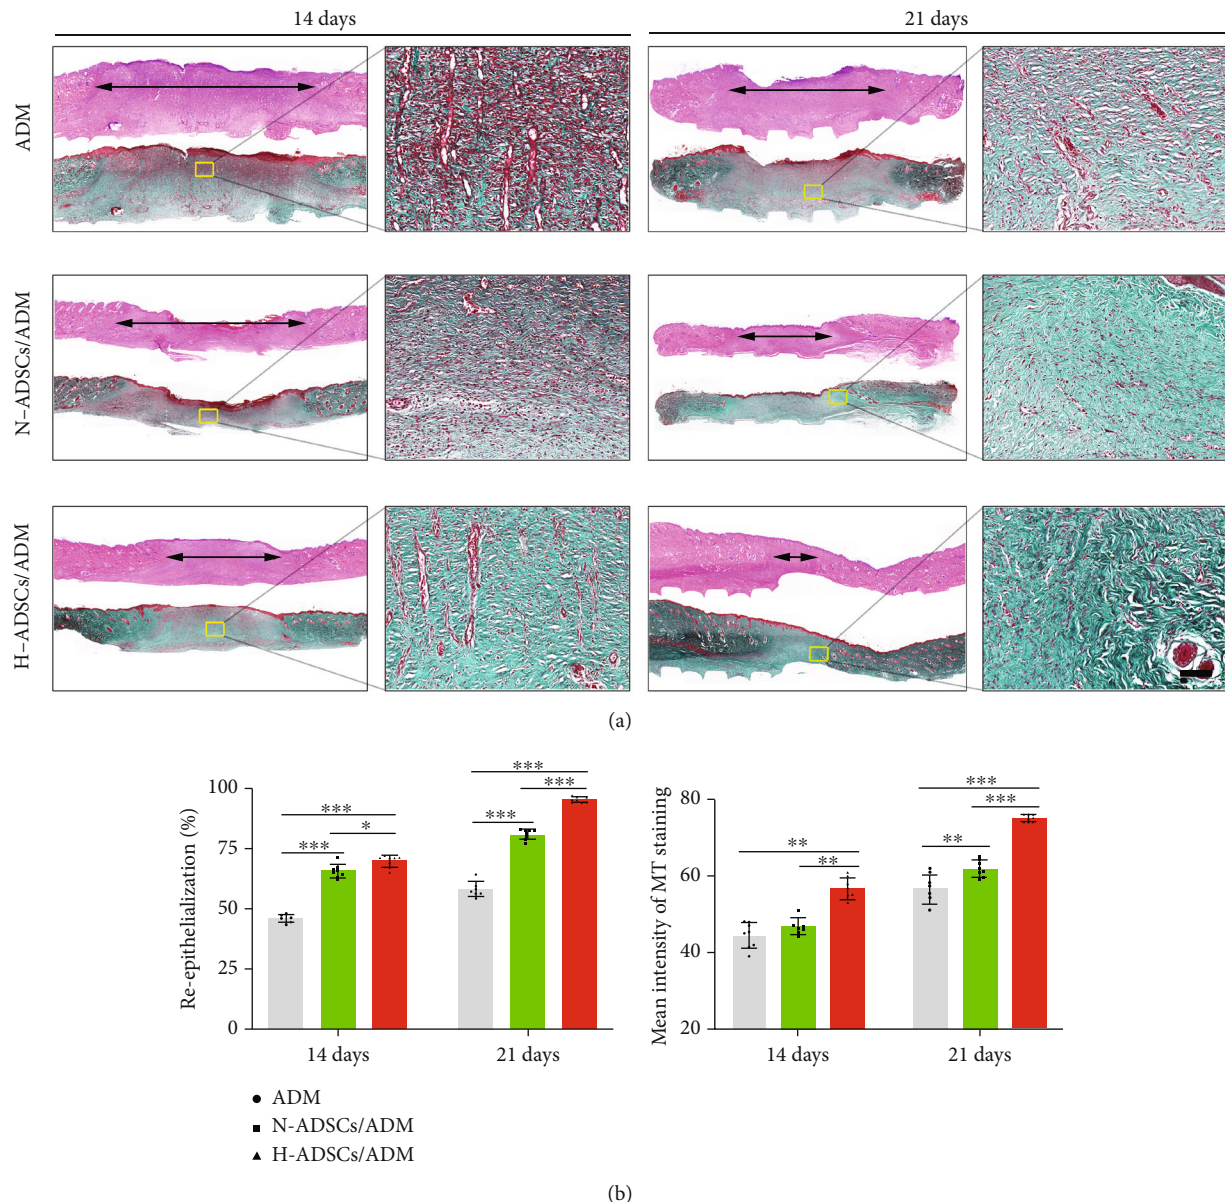 14 days
21 days
ADM
N-ADSCs/ADM
H-ADSCs/ADM
(a)
Re-epithelialization (%)
100
75
50
25
0
***
*
***
***
***
***
14 days
21 days
Mean intensity of MT staining
80
60
40
20
**
**
***
***
**
14 days
21 days
ADM
N-ADSCs/ADM
H-ADSCs/ADM
(b)